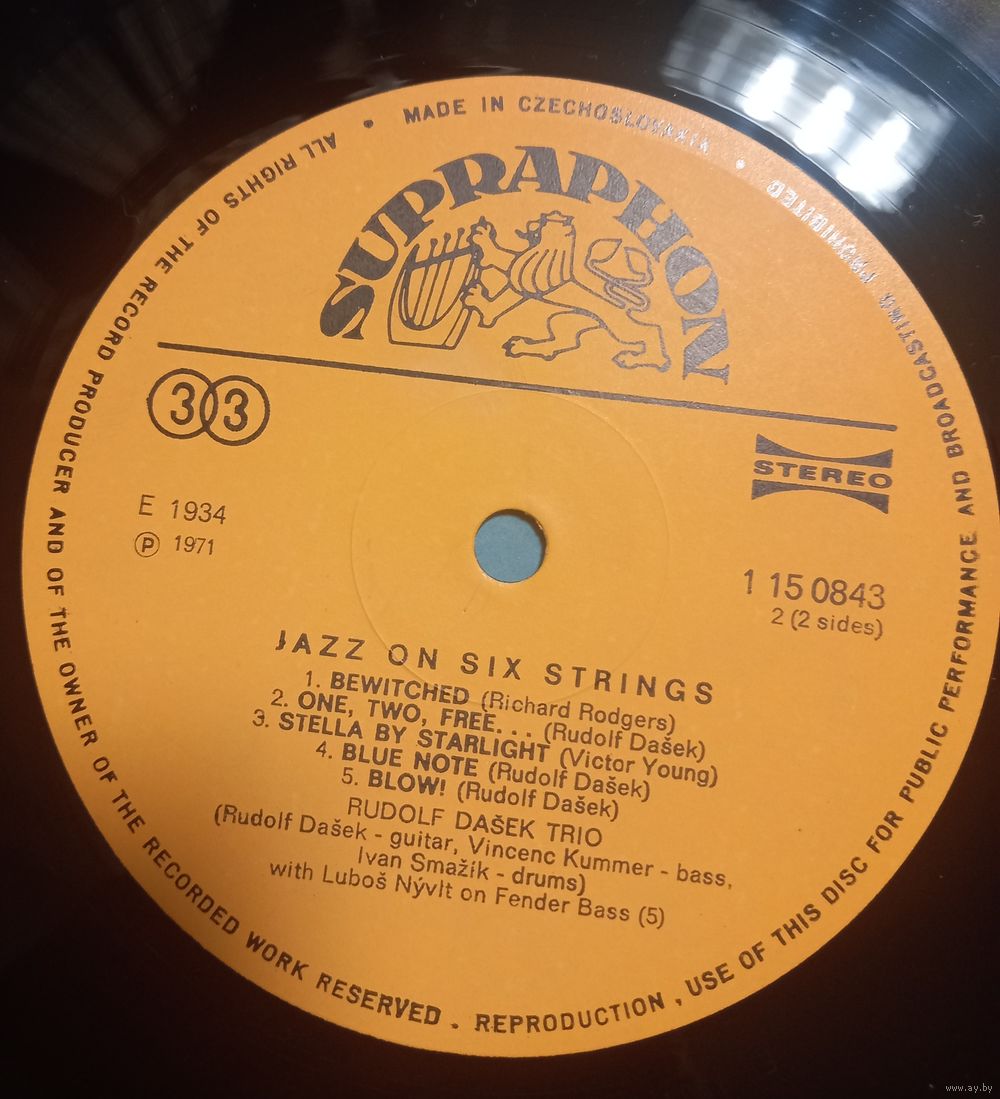 ALL RIGHTS OF THE RECORD PRODUCER AND OF THE OWNER OF THE RECORDED WORK RESERVED . REPRODUCTION , USE OF THIS DISC FOR PUBLIC PERFORMANCE AND BROADCASTING PROHIBITED
• MADE IN CZECHOSLOVAKIA •
SUPRAPHON
33
STEREO
E 1934
Ⓟ 1971
1 15 0843
2 (2 sides)
JAZZ ON SIX STRINGS
1. BEWITCHED (Richard Rodgers)
2. ONE, TWO, FREE... (Rudolf Dašek)
3. STELLA BY STARLIGHT (Victor Young)
4. BLUE NOTE (Rudolf Dašek)
5. BLOW! (Rudolf Dašek)
RUDOLF DAŠEK TRIO
(Rudolf Dašek - guitar, Vincenc Kummer - bass,
Ivan Smažík - drums)
with Luboš Nývlt on Fender Bass (5)
www.ay.by